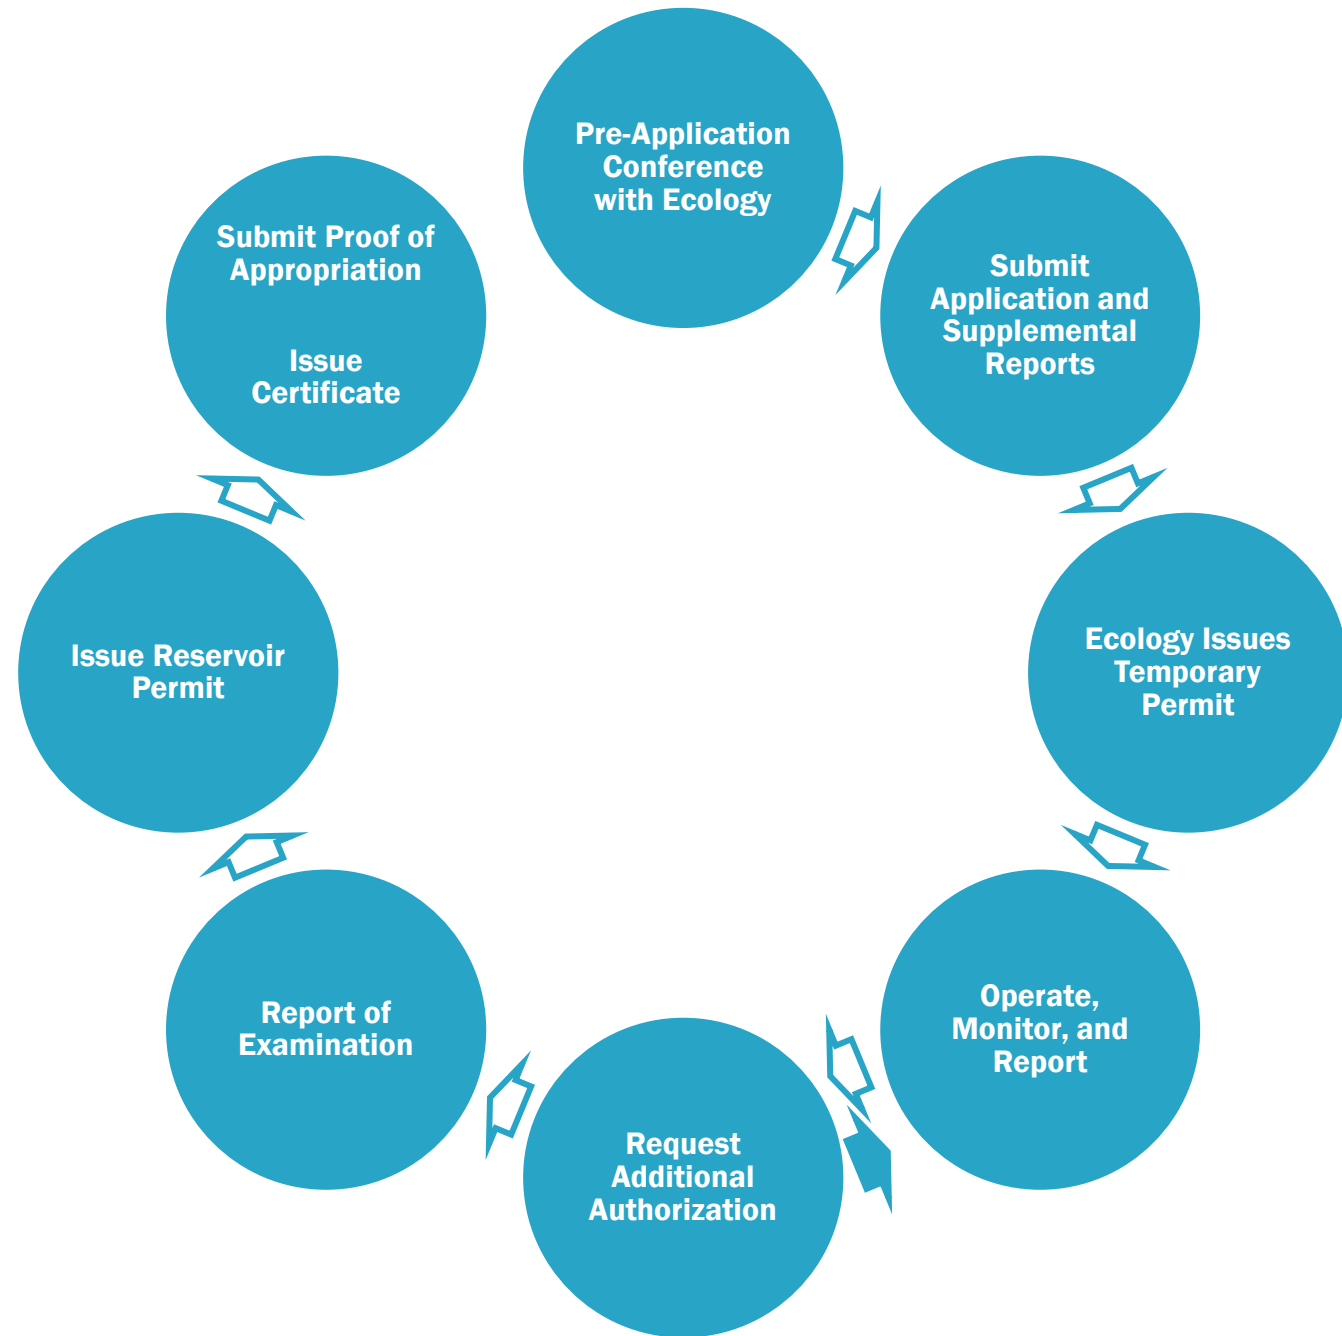 Pre-Application
Conference
with Ecology
Submit
Application and
Supplemental
Reports
Ecology Issues
Temporary
Permit
Operate,
Monitor, and
Report
Request
Additional
Authorization
Report of
Examination
Issue Reservoir
Permit
Submit Proof of
Appropriation
Issue
Certificate